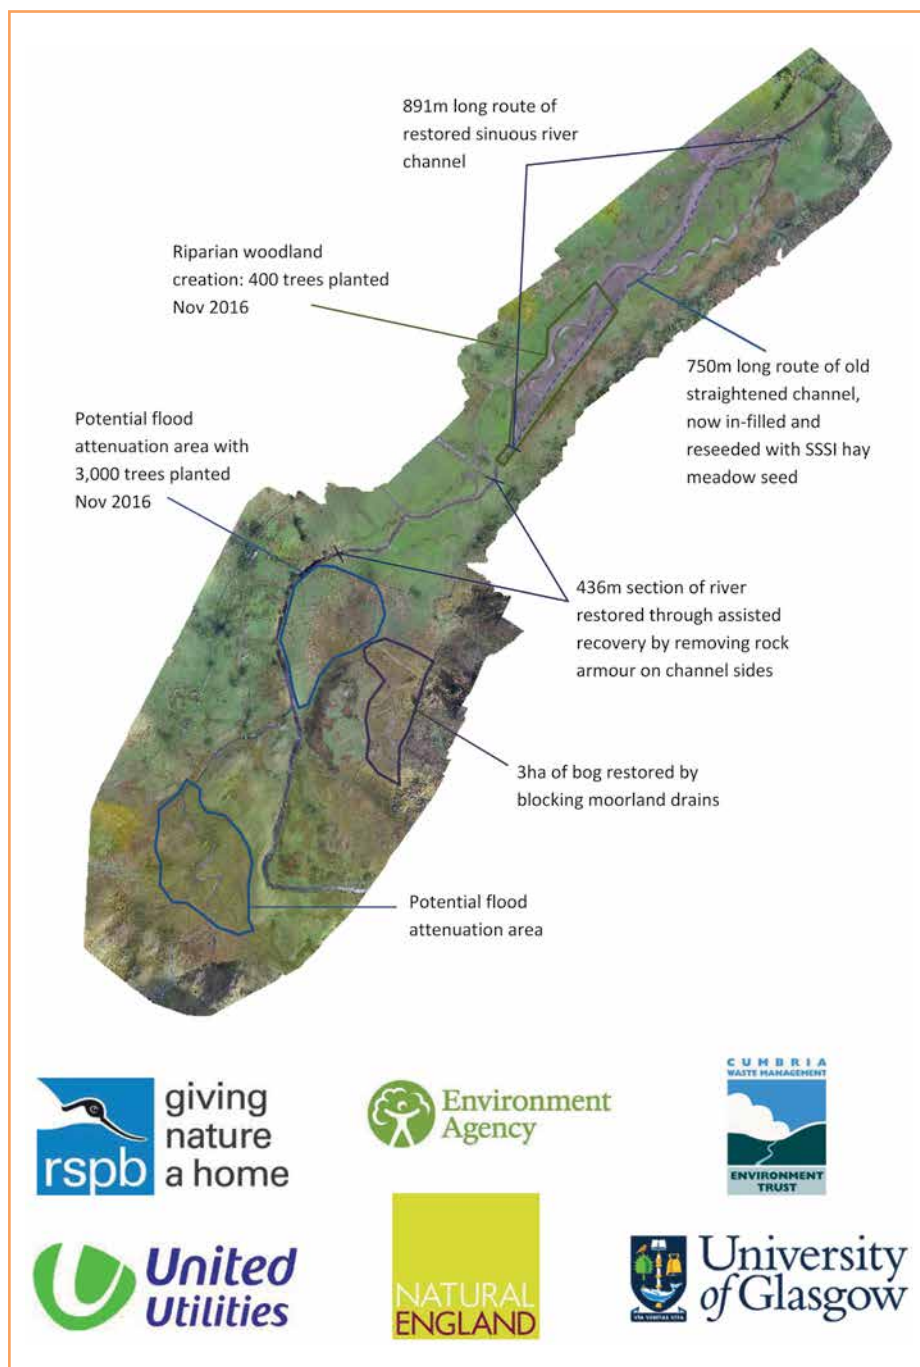 891m long route of
restored sinuous river
channel
Riparian woodland
creation: 400 trees planted
Nov 2016
750m long route of old
straightened channel,
now in-filled and
reseeded with SSSI hay
meadow seed
Potential flood
attenuation area with
3,000 trees planted
Nov 2016
436m section of river
restored through assisted
recovery by removing rock
armour on channel sides
3ha of bog restored by
blocking moorland drains
Potential flood
attenuation area
rspb
giving
nature
a home
Environment
Agency
CUMBRIA
WASTE MANAGEMENT
ENVIRONMENT
TRUST
United
Utilities
NATURAL
ENGLAND
VIA VERITAS VITA
University
of Glasgow